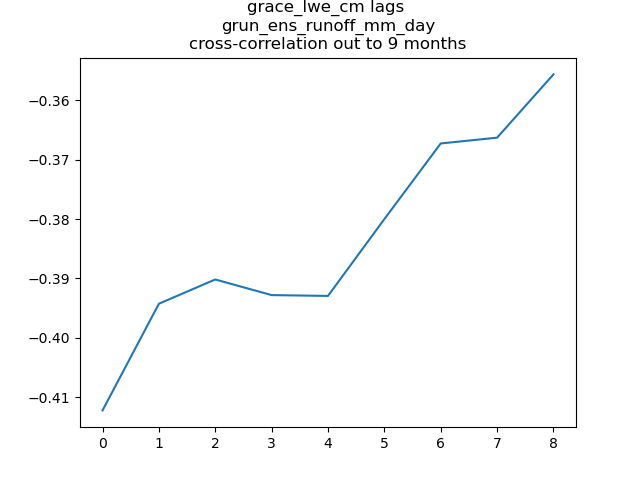 grace_lwe_cm lags
grun_ens_runoff_mm_day
cross-correlation out to 9 months
−0.36
−0.37
−0.38
−0.39
−0.40
−0.41
0 1 2 3 4 5 6 7 8